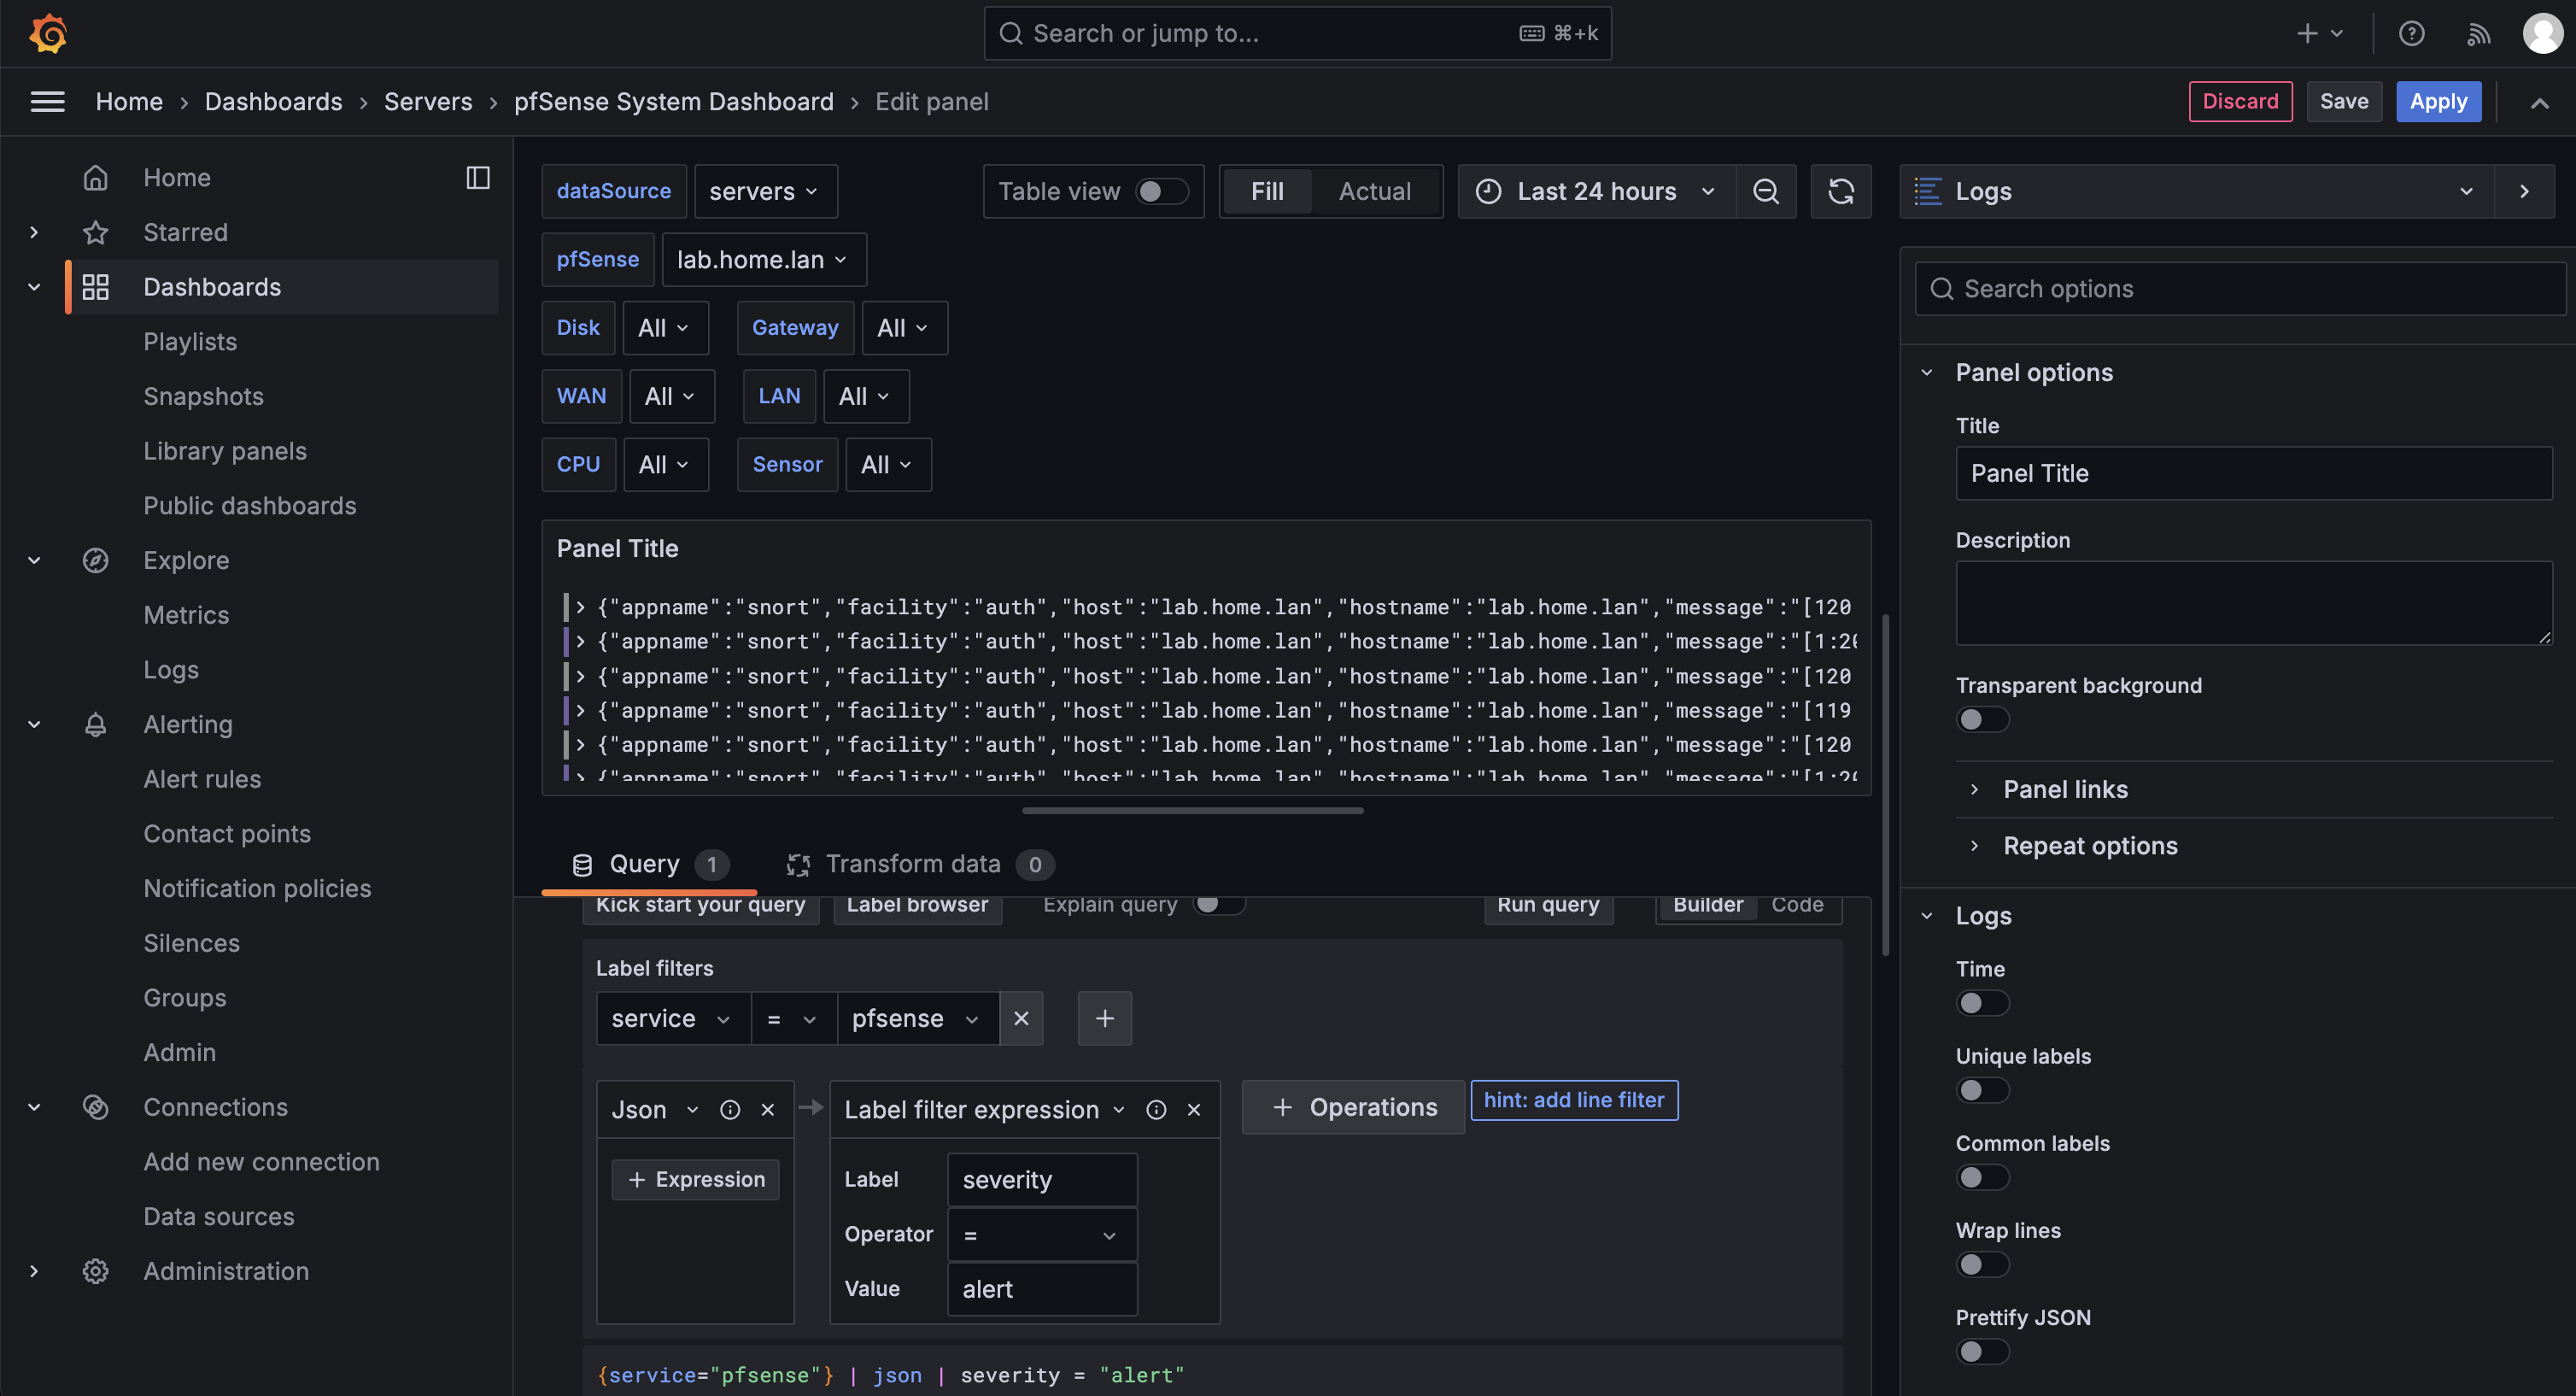 Search or jump to...
⌘+k
Home › Dashboards › Servers › pfSense System Dashboard › Edit panel
Discard
Save
Apply
Home
Starred
Dashboards
Playlists
Snapshots
Library panels
Public dashboards
Explore
Metrics
Logs
Alerting
Alert rules
Contact points
Notification policies
Silences
Groups
Admin
Connections
Add new connection
Data sources
Administration
dataSource servers
Table view
Fill Actual
Last 24 hours
pfSense lab.home.lan
Disk All Gateway All
WAN All LAN All
CPU All Sensor All
Panel Title
{"appname":"snort","facility":"auth","host":"lab.home.lan","hostname":"lab.home.lan","message":"[120
{"appname":"snort","facility":"auth","host":"lab.home.lan","hostname":"lab.home.lan","message":"[1:20
{"appname":"snort","facility":"auth","host":"lab.home.lan","hostname":"lab.home.lan","message":"[120
{"appname":"snort","facility":"auth","host":"lab.home.lan","hostname":"lab.home.lan","message":"[119
{"appname":"snort","facility":"auth","host":"lab.home.lan","hostname":"lab.home.lan","message":"[120
{"appname":"snort","facility":"auth","host":"lab.home.lan","hostname":"lab.home.lan","message":"[1:20
Query 1
Transform data 0
Kick start your query
Label browser
Explain query
Run query
Builder Code
Label filters
service = pfsense
Json
+ Expression
Label filter expression
Label severity
Operator =
Value alert
+ Operations
hint: add line filter
{service="pfsense"} | json | severity = "alert"
Logs
Search options
Panel options
Title
Panel Title
Description
Transparent background
Panel links
Repeat options
Logs
Time
Unique labels
Common labels
Wrap lines
Prettify JSON